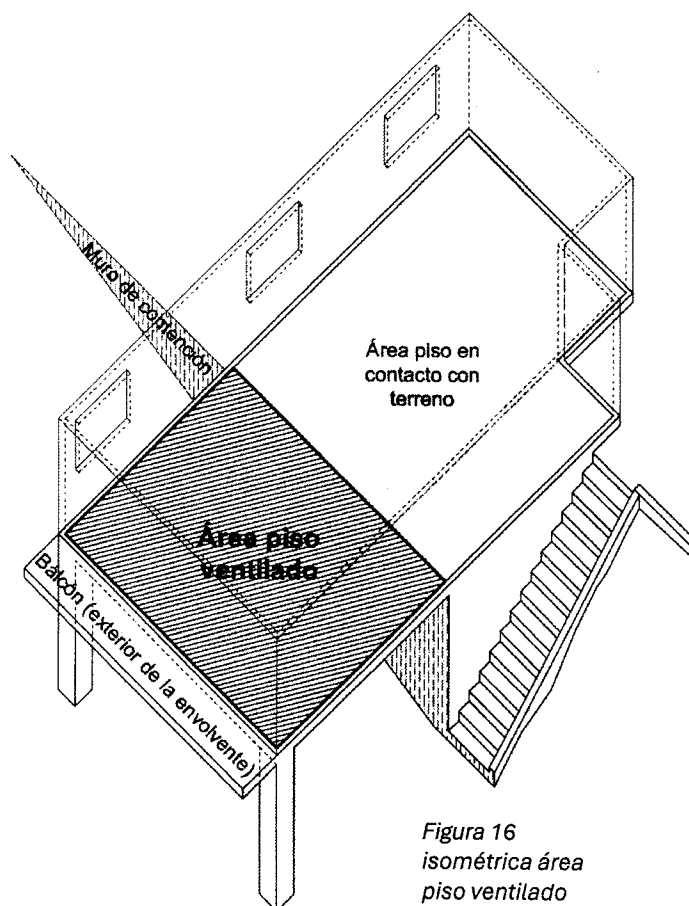 Muro de contención
Área piso en
contacto con
terreno
Área piso
ventilado
Balcón (exterior de la envolvente)
Figura 16
isométrica área
piso ventilado